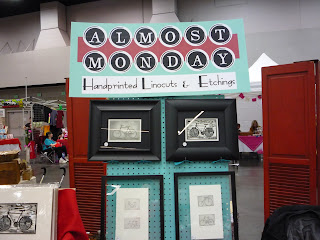 ALMOST
MONDAY
Handprinted Linocuts & Etchings